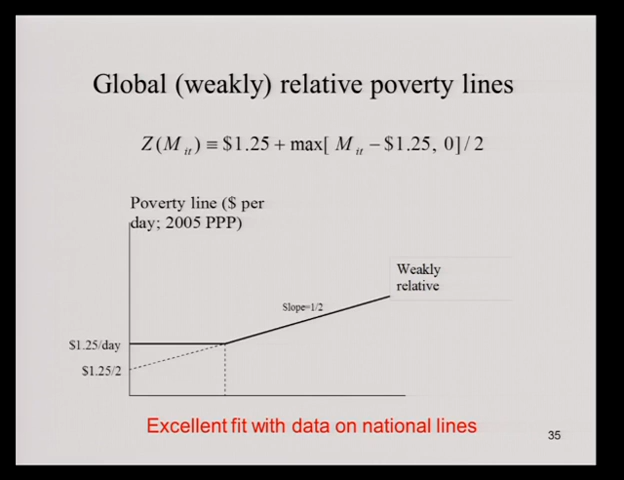 Global (weakly) relative poverty lines
Z(M_it) ≡ $1.25 + max[ M_it − $1.25, 0] / 2
Poverty line ($ per
day; 2005 PPP)
Weakly
relative
Slope=1/2
$1.25/day
$1.25/2
Excellent fit with data on national lines
35